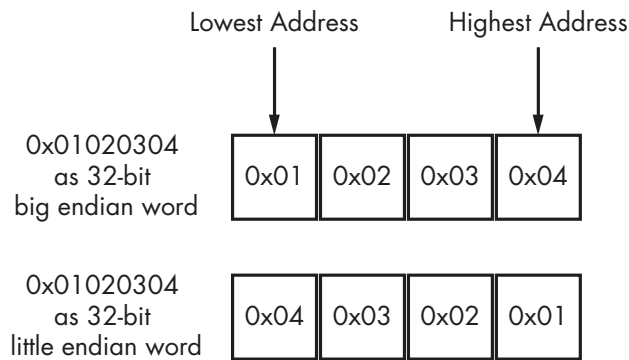 Lowest Address
Highest Address
0x01020304
as 32-bit
big endian word
0x01
0x02
0x03
0x04
0x01020304
as 32-bit
little endian word
0x04
0x03
0x02
0x01